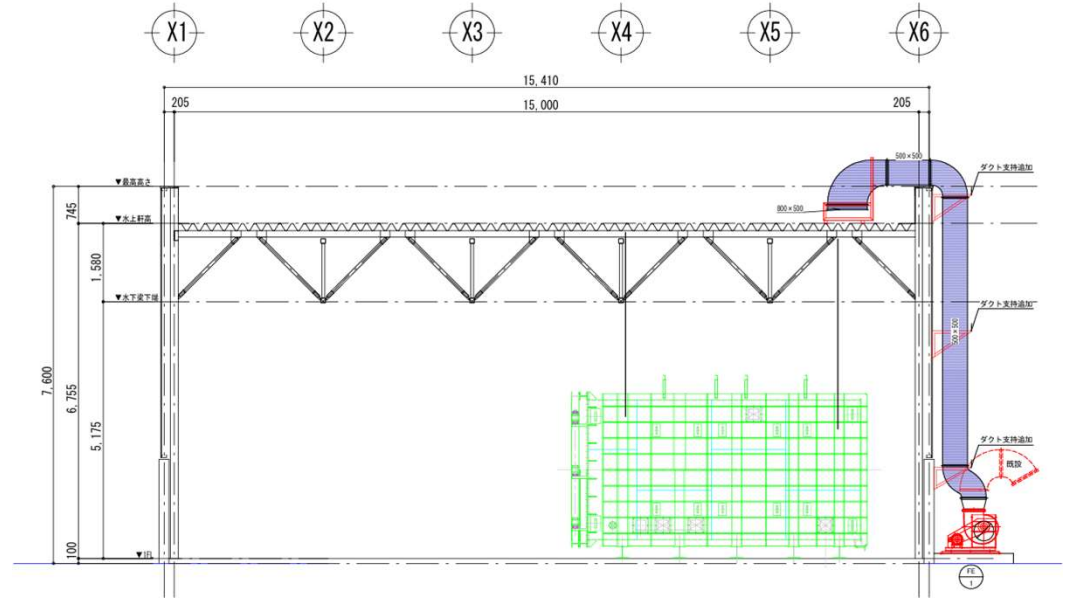 X1
X2
X3
X4
X5
X6
15,410
205
15,000
205
500×500
ダクト支持追加
▼最高高さ
745
800×500
▼水上軒高
1,580
▼水下梁下端
ダクト支持追加
500×500
7,600
6,755
5,175
ダクト支持追加
既設
100
▼1FL
FE
1